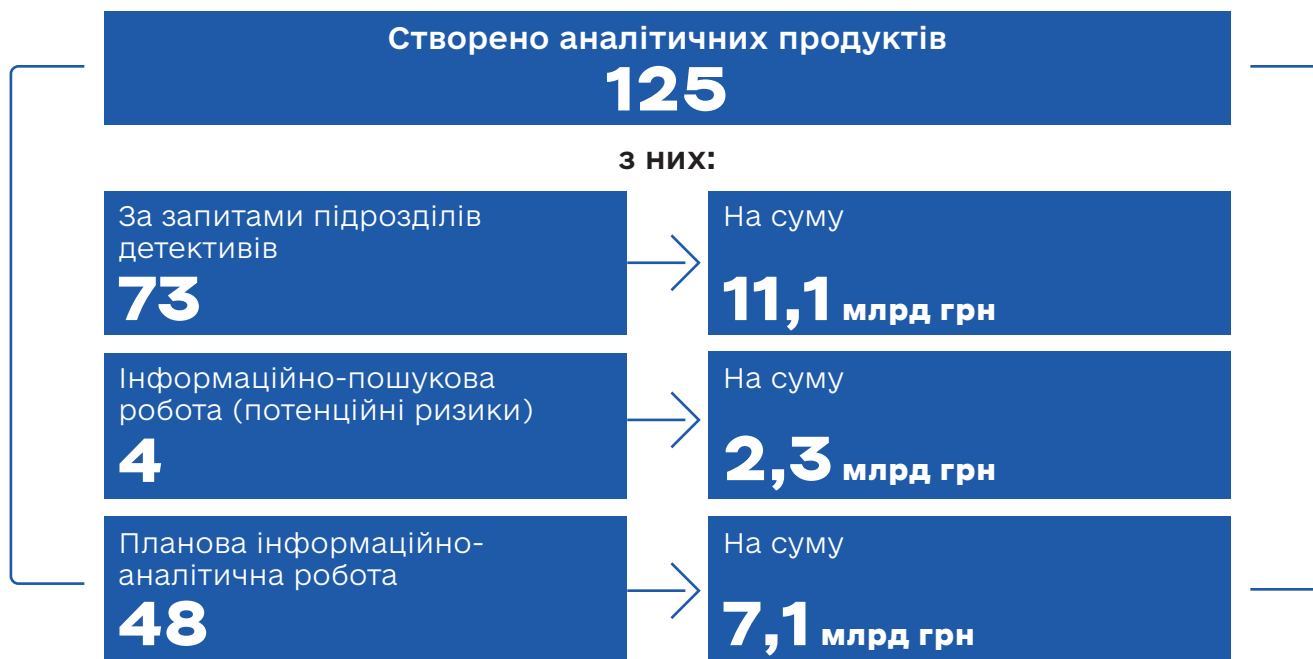 Створено аналітичних продуктів
125
з них:
За запитами підрозділів
детективів
73
На суму
11,1 млрд грн
Інформаційно-пошукова
робота (потенційні ризики)
4
На суму
2,3 млрд грн
Планова інформаційно-
аналітична робота
48
На суму
7,1 млрд грн